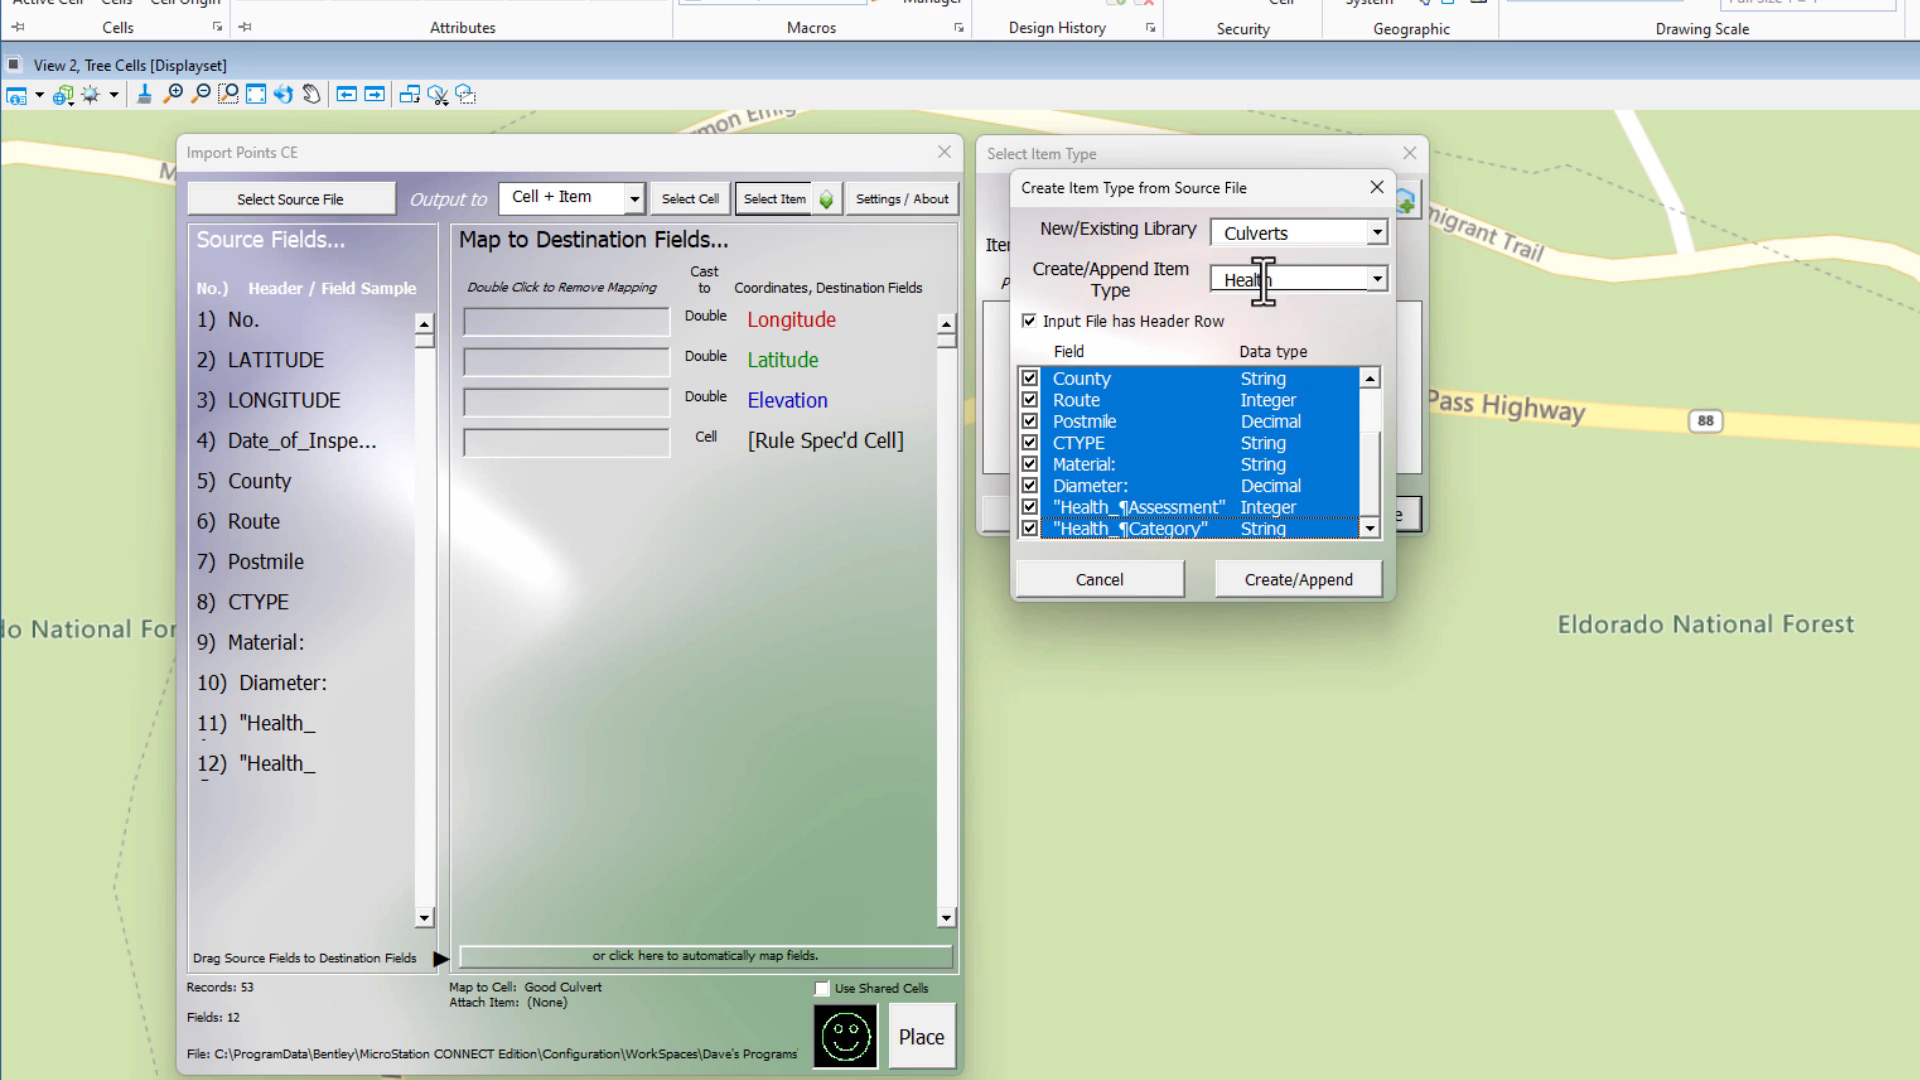 Cells
Attributes
Macros
Manager
Design History
Cell
Security
System
Geographic
Drawing Scale
View 2, Tree Cells [Displayset]
Import Points CE
Select Source File
Output to
Cell + Item
Select Cell
Select Item
Settings / About
Source Fields...
No.) Header / Field Sample
1) No.
2) LATITUDE
3) LONGITUDE
4) Date_of_Inspe...
5) County
6) Route
7) Postmile
8) CTYPE
9) Material:
10) Diameter:
11) "Health_
12) "Health_
Drag Source Fields to Destination Fields
Map to Destination Fields...
Double Click to Remove Mapping
Cast to
Coordinates, Destination Fields
Double Longitude
Double Latitude
Double Elevation
Cell [Rule Spec'd Cell]
or click here to automatically map fields.
Records: 53
Fields: 12
File: C:\ProgramData\Bentley\MicroStation CONNECT Edition\Configuration\WorkSpaces\Dave's Programs'
Map to Cell: Good Culvert
Attach Item: (None)
Use Shared Cells
Place
Select Item Type
Create Item Type from Source File
New/Existing Library
Culverts
Create/Append Item
Type
Health
Input File has Header Row
Field Data type
County String
Route Integer
Postmile Decimal
CTYPE String
Material: String
Diameter: Decimal
"Health_¶Assessment" Integer
"Health_¶Category" String
Cancel
Create/Append
migrant Trail
Pass Highway
88
Eldorado National Forest
do National For